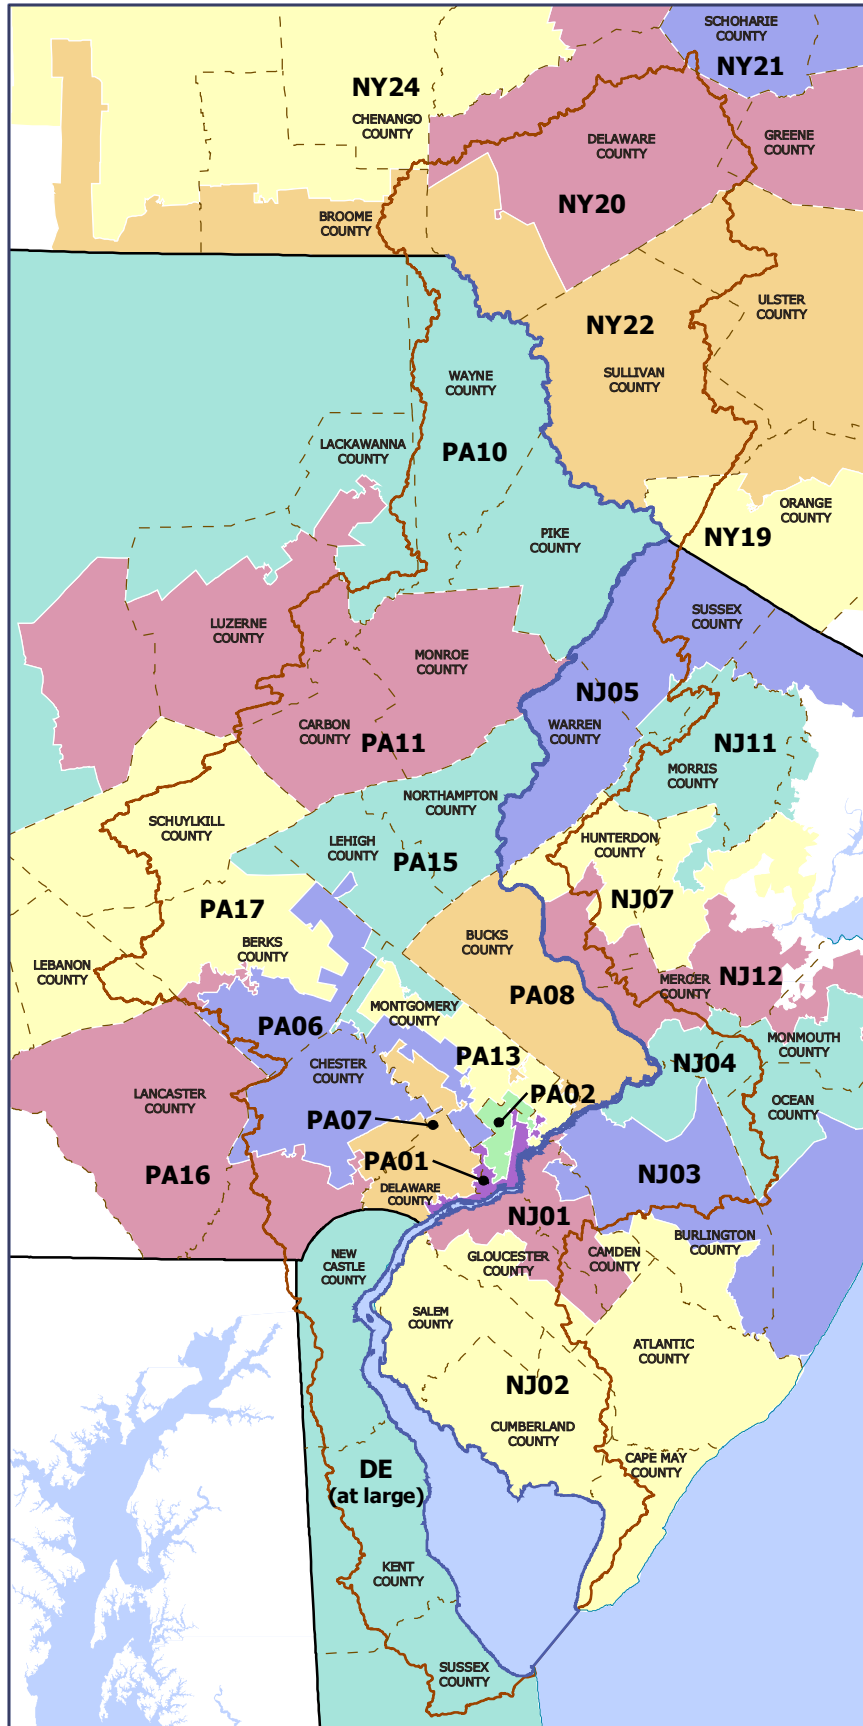 SCHOHARIE
COUNTY
NY21
NY24
CHENANGO
COUNTY
DELAWARE
COUNTY
GREENE
COUNTY
NY20
BROOME
COUNTY
ULSTER
COUNTY
NY22
SULLIVAN
COUNTY
WAYNE
COUNTY
LACKAWANNA
COUNTY
PA10
ORANGE
COUNTY
NY19
PIKE
COUNTY
SUSSEX
COUNTY
LUZERNE
COUNTY
MONROE
COUNTY
NJ05
WARREN
COUNTY
CARBON
COUNTY
PA11
NJ11
MORRIS
COUNTY
NORTHAMPTON
COUNTY
SCHUYLKILL
COUNTY
LEHIGH
COUNTY
PA15
HUNTERDON
COUNTY
NJ07
PA17
BERKS
COUNTY
BUCKS
COUNTY
LEBANON
COUNTY
MERCER
COUNTY
NJ12
PA08
MONTGOMERY
COUNTY
PA06
MONMOUTH
COUNTY
PA13
NJ04
CHESTER
COUNTY
LANCASTER
COUNTY
PA02
OCEAN
COUNTY
PA07
PA01
PA16
NJ03
DELAWARE
COUNTY
NJ01
BURLINGTON
COUNTY
NEW
CASTLE
COUNTY
GLOUCESTER
COUNTY
CAMDEN
COUNTY
SALEM
COUNTY
ATLANTIC
COUNTY
NJ02
CUMBERLAND
COUNTY
CAPE MAY
COUNTY
DE
(at large)
KENT
COUNTY
SUSSEX
COUNTY